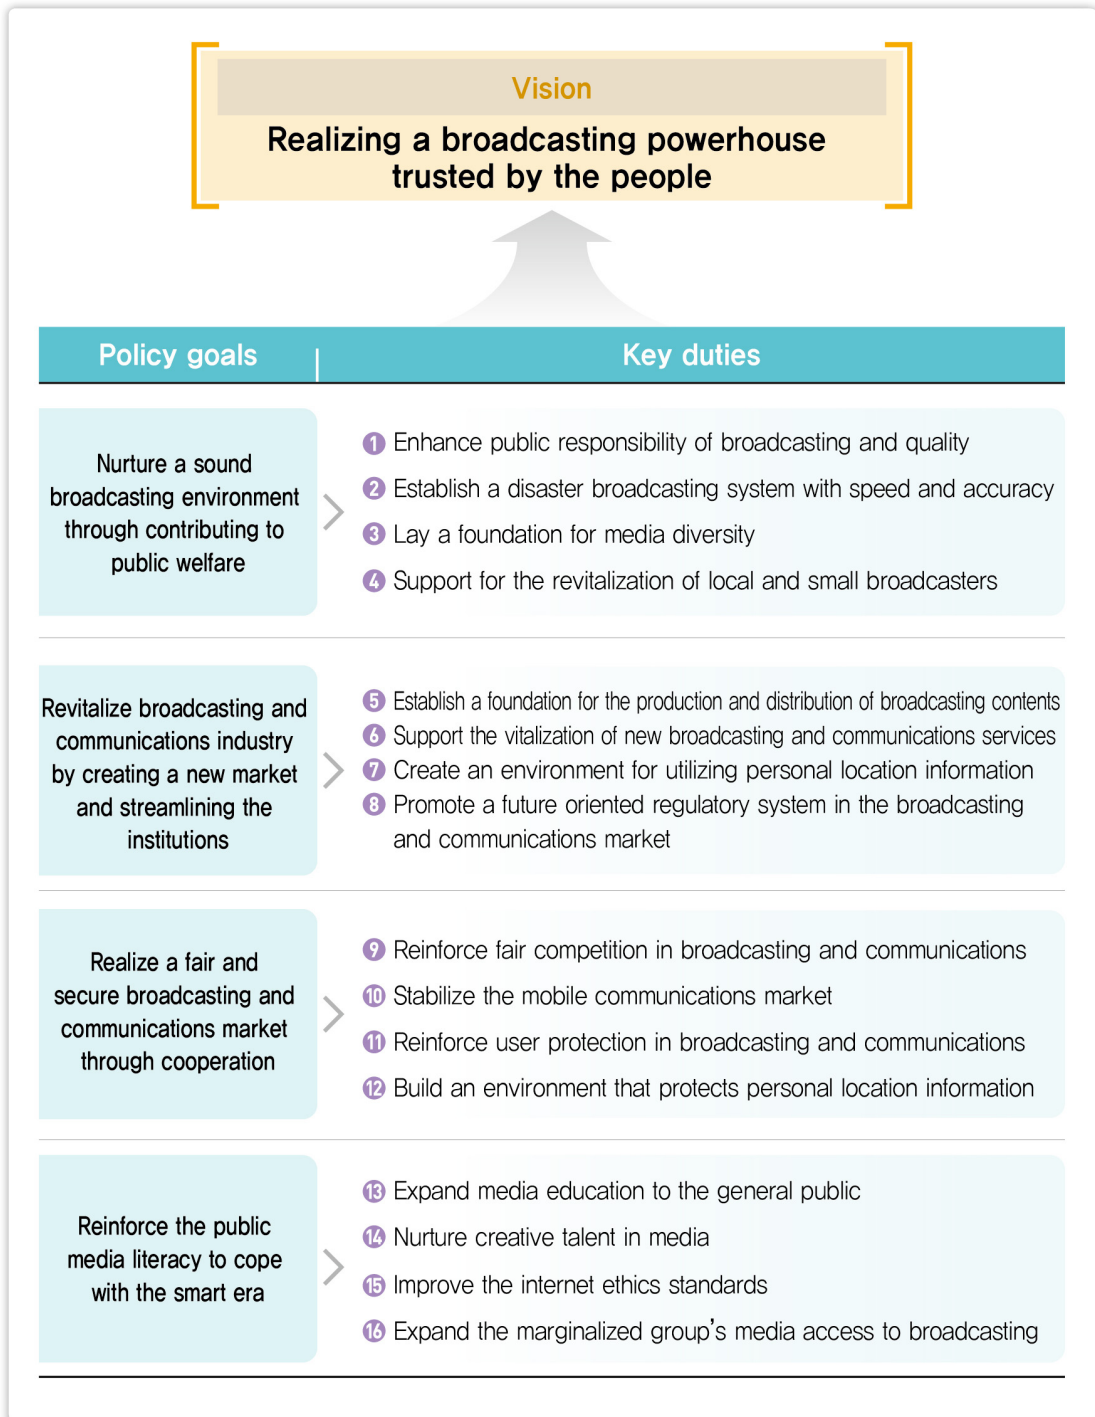 Vision
Realizing a broadcasting powerhouse
trusted by the people
Policy goals
Key duties
Nurture a sound
broadcasting environment
through contributing to
public welfare
1 Enhance public responsibility of broadcasting and quality
2 Establish a disaster broadcasting system with speed and accuracy
3 Lay a foundation for media diversity
4 Support for the revitalization of local and small broadcasters
Revitalize broadcasting and
communications industry
by creating a new market
and streamlining the
institutions
5 Establish a foundation for the production and distribution of broadcasting contents
6 Support the vitalization of new broadcasting and communications services
7 Create an environment for utilizing personal location information
8 Promote a future oriented regulatory system in the broadcasting
and communications market
Realize a fair and
secure broadcasting and
communications market
through cooperation
9 Reinforce fair competition in broadcasting and communications
10 Stabilize the mobile communications market
11 Reinforce user protection in broadcasting and communications
12 Build an environment that protects personal location information
Reinforce the public
media literacy to cope
with the smart era
13 Expand media education to the general public
14 Nurture creative talent in media
15 Improve the internet ethics standards
16 Expand the marginalized group's media access to broadcasting